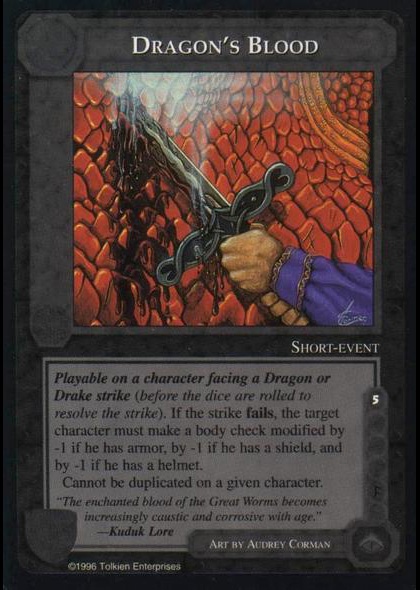 DRAGON'S BLOOD
SHORT-EVENT
Playable on a character facing a Dragon or
Drake strike (before the dice are rolled to
resolve the strike). If the strike fails, the target
character must make a body check modified by
-1 if he has armor, by -1 if he has a shield, and
by -1 if he has a helmet.
Cannot be duplicated on a given character.
5
"The enchanted blood of the Great Worms becomes
increasingly caustic and corrosive with age."
—Kuduk Lore
ART BY AUDREY CORMAN
©1996 Tolkien Enterprises